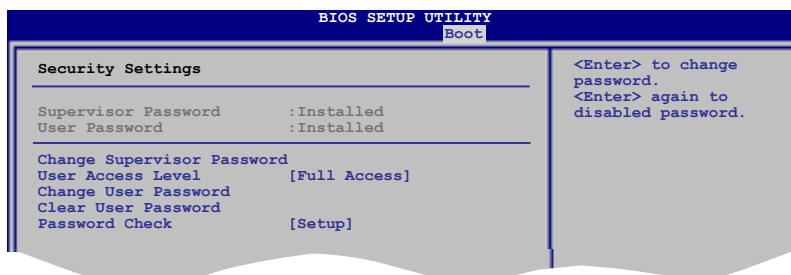 BIOS SETUP UTILITY
Boot
Security Settings
Supervisor Password :Installed
User Password :Installed
Change Supervisor Password
User Access Level [Full Access]
Change User Password
Clear User Password
Password Check [Setup]
<Enter> to change
password.
<Enter> again to
disabled password.